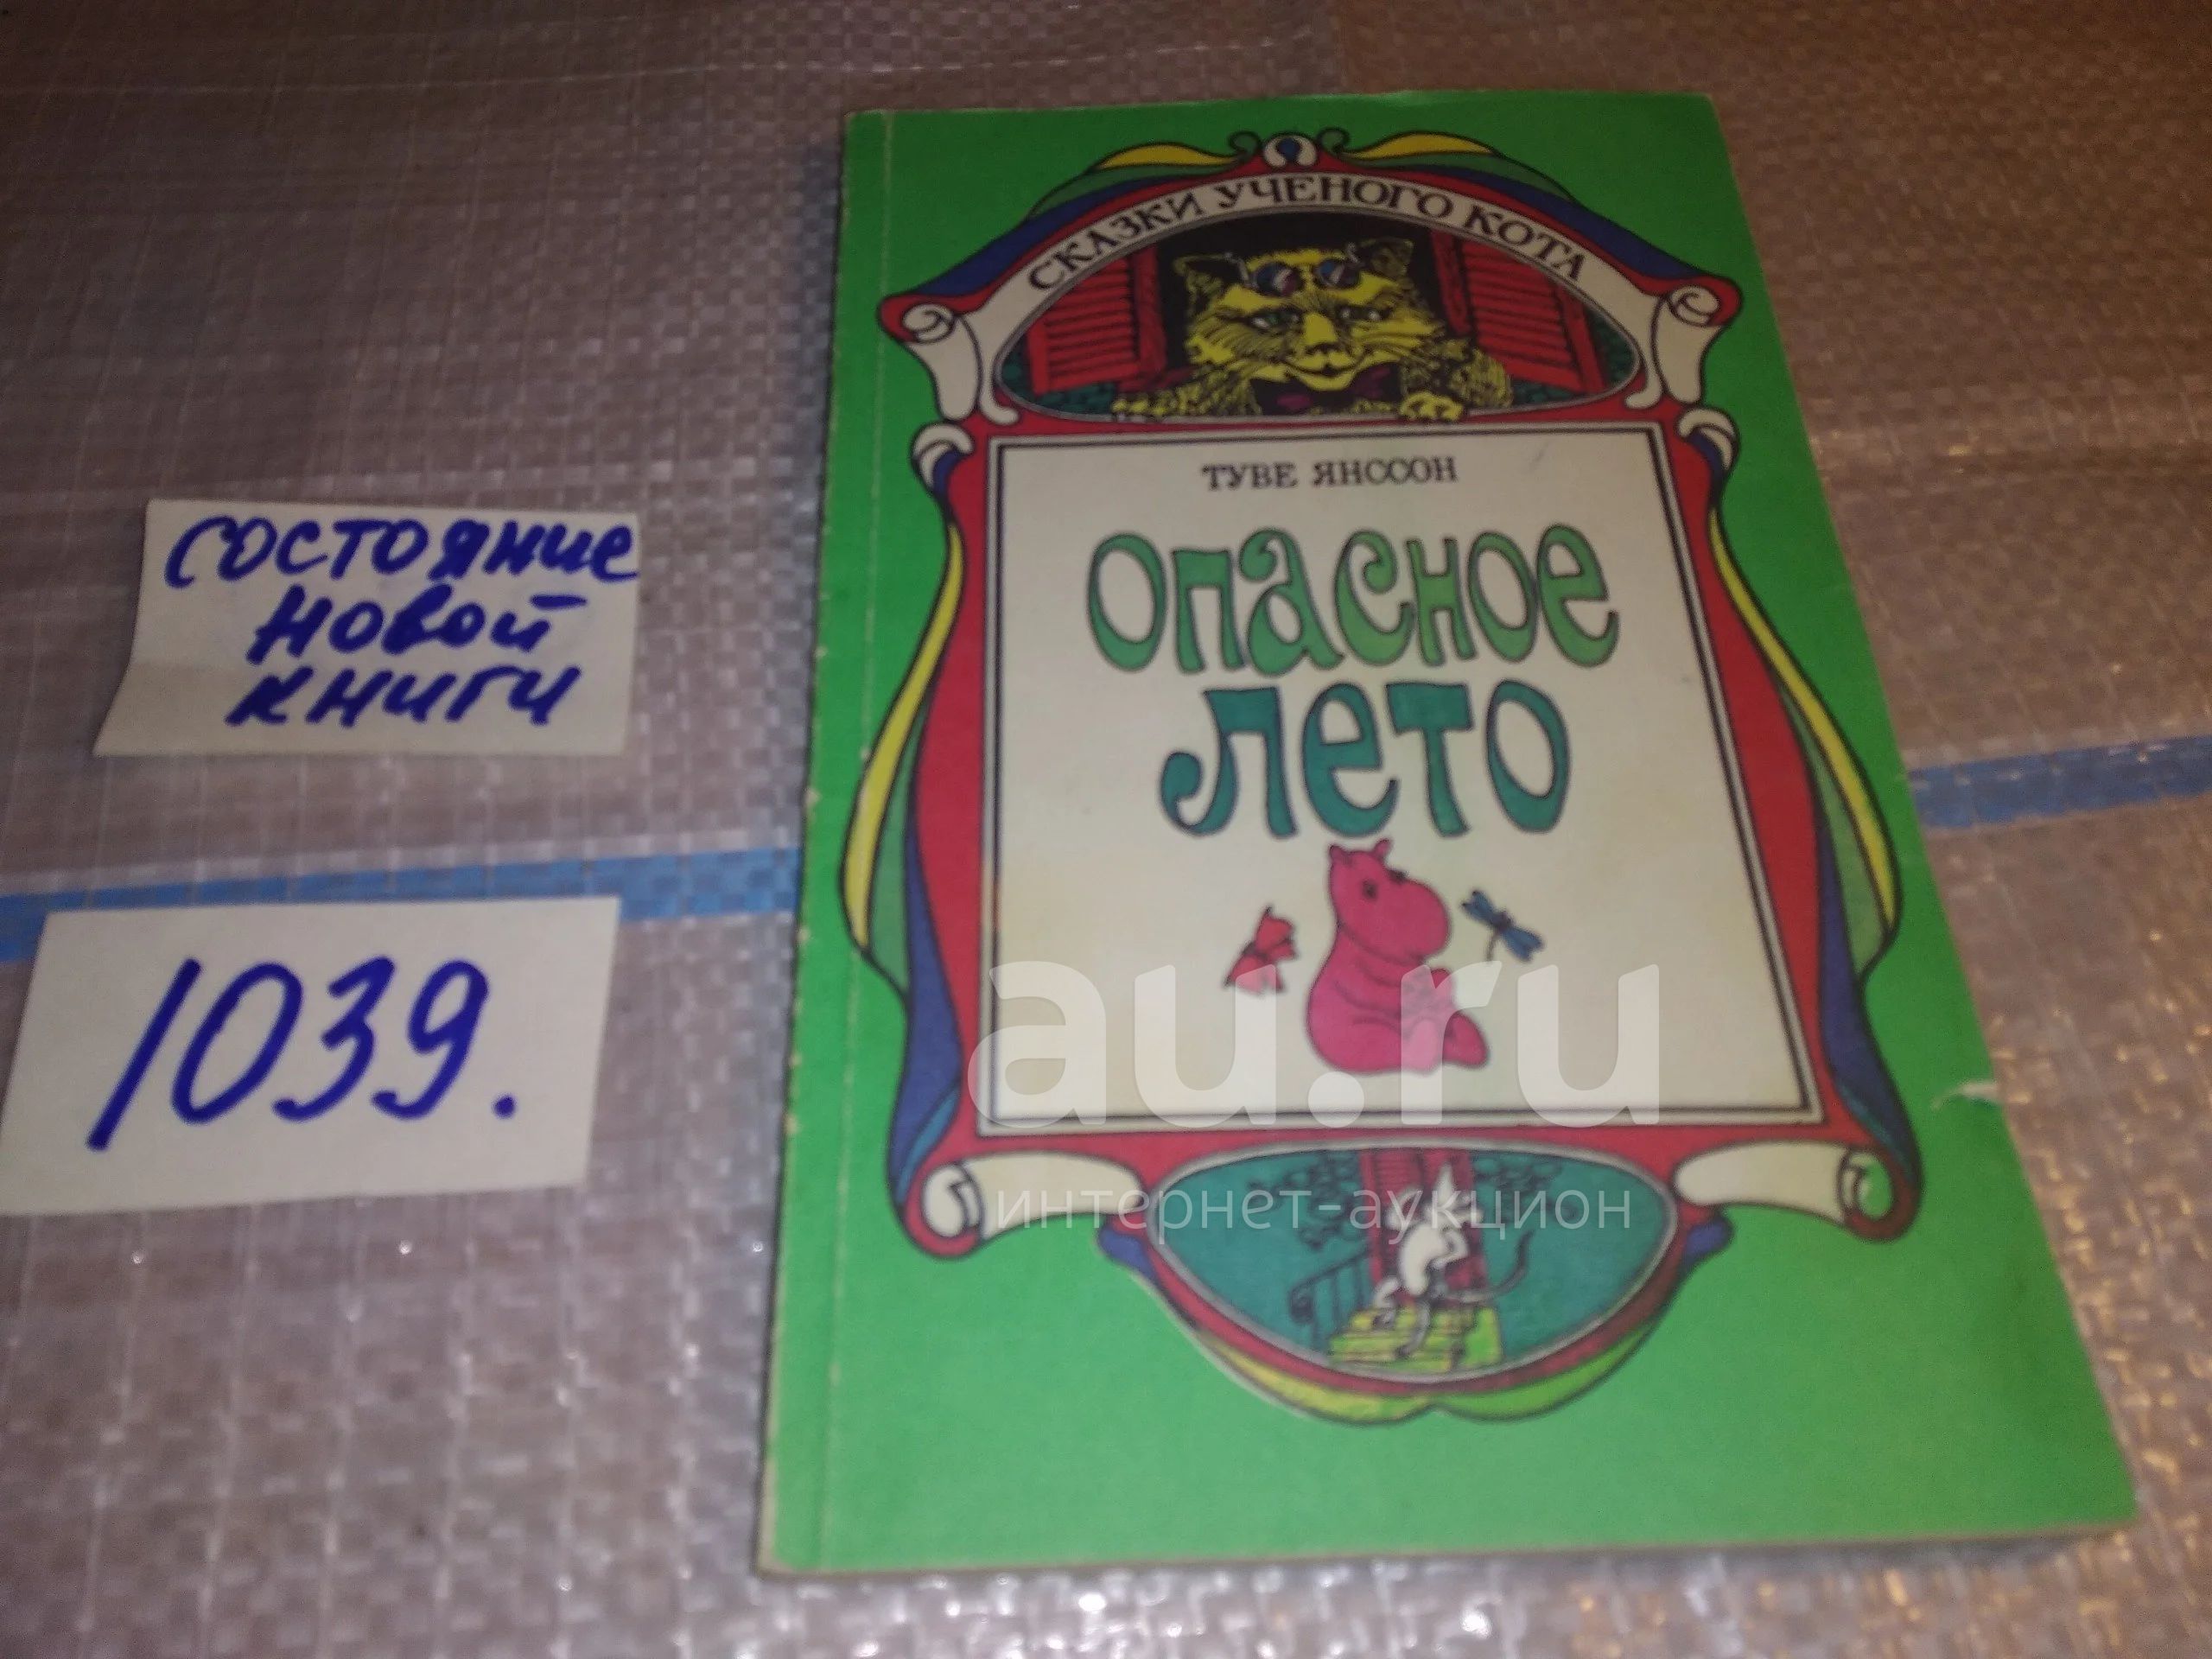 СКАЗКИ УЧЕНОГО КОТА
ТУВЕ ЯНССОН
ОПАСНОЕ
ЛЕТО
состояние
новой
книги
1039.
au.ru
интернет-аукцион